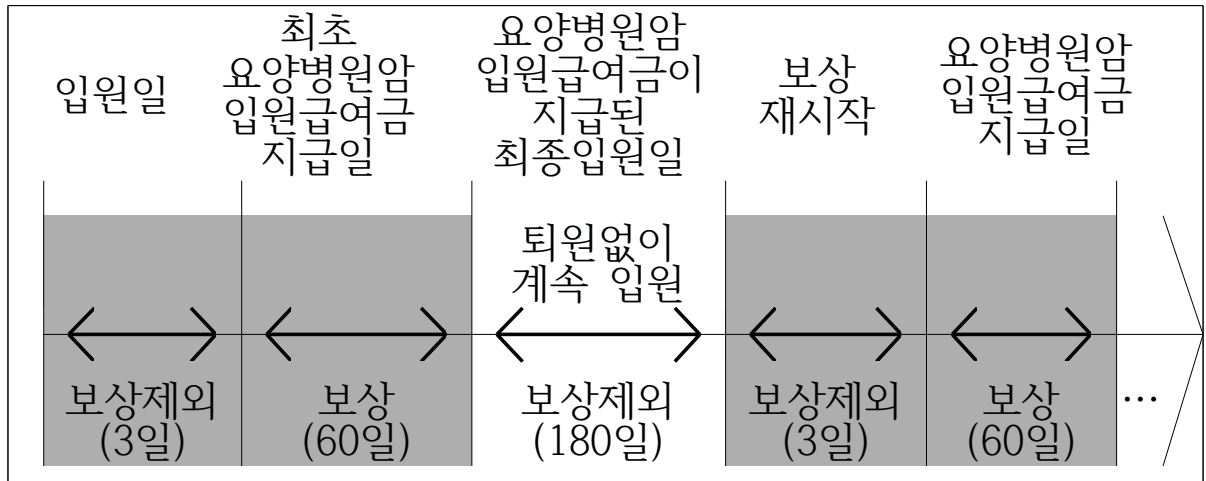 입원일
최초
요양병원암
입원급여금
지급일
요양병원암
입원급여금이
지급된
최종입원일
보상
재시작
요양병원암
입원급여금
지급일
퇴원없이
계속 입원
보상제외
(3일)
보상
(60일)
보상제외
(180일)
보상제외
(3일)
보상
(60일)
…